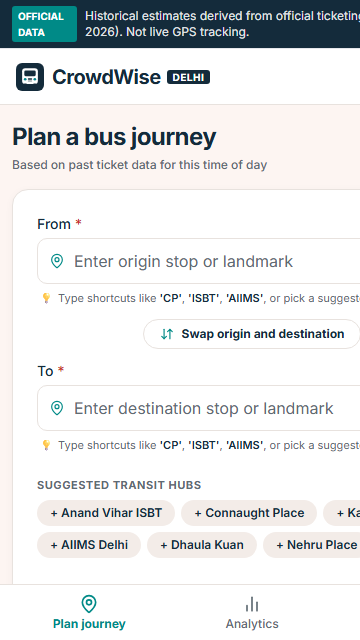 OFFICIAL
DATA
Historical estimates derived from official ticketing
2026). Not live GPS tracking.
CrowdWise DELHI
Plan a bus journey
Based on past ticket data for this time of day
From *
Enter origin stop or landmark
💡 Type shortcuts like 'CP', 'ISBT', 'AIIMS', or pick a suggest
Swap origin and destination
To *
Enter destination stop or landmark
💡 Type shortcuts like 'CP', 'ISBT', 'AIIMS', or pick a suggest
SUGGESTED TRANSIT HUBS
+ Anand Vihar ISBT + Connaught Place + Ka
+ AIIMS Delhi + Dhaula Kuan + Nehru Place
Plan journey Analytics